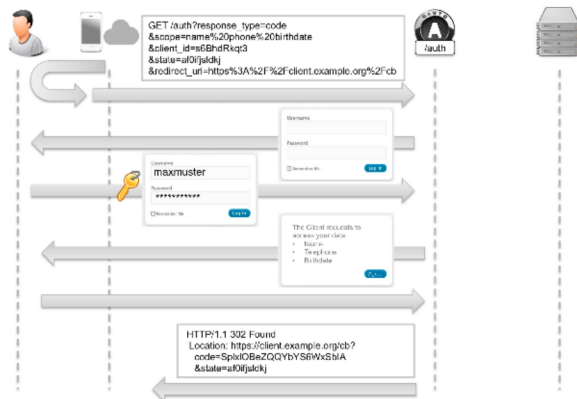 GET /auth?response_type=code
&scope=name%20phone%20birthdate
&client_id=s6BhdRkqt3
&state=af0ifjsldkj
&redirect_uri=https%3A%2F%2Fclient.example.org%2Fcb
OAUTH
A
/auth
Username
Password
Remember Me
Log In
Username
maxmuster
Password
***********
Remember Me
Log In
The Client requests to
access your data
• Name
• Telephone
• Birthdate
HTTP/1.1 302 Found
Location: https://client.example.org/cb?
code=SplxlOBeZQQYbYS6WxSbIA
&state=af0ifjsldkj